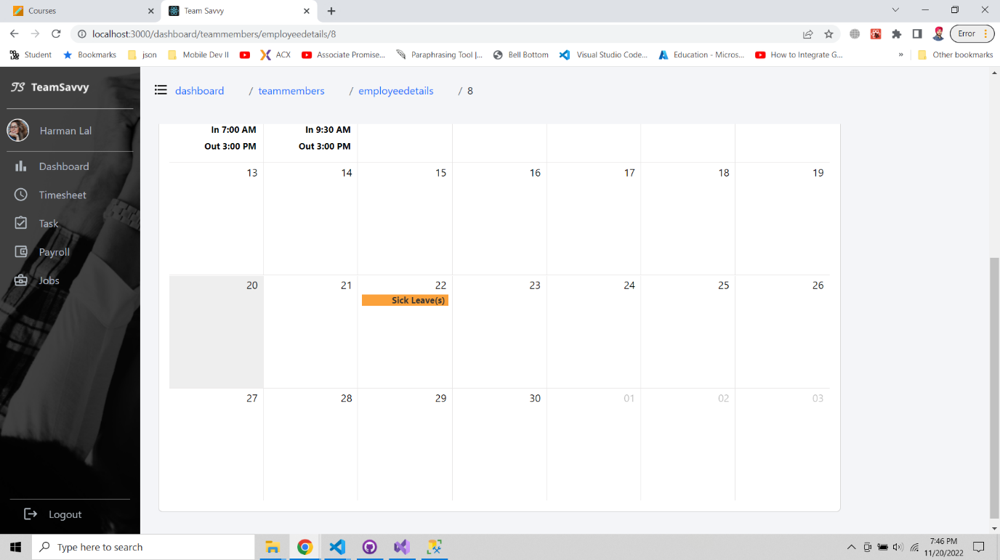 Courses
Team Savvy
localhost:3000/dashboard/teammembers/employeedetails/8
Error
Student Bookmarks json Mobile Dev II ACX Associate Promise... Paraphrasing Tool |... Bell Bottom Visual Studio Code... Education - Micros... How to Integrate G... » Other bookmarks
TS TeamSavvy
dashboard / teammembers / employeedetails / 8
Harman Lal
Dashboard
Timesheet
Task
Payroll
Jobs
Logout
In 7:00 AM In 9:30 AM
Out 3:00 PM Out 3:00 PM
13 14 15 16 17 18 19
20 21 22 23 24 25 26
Sick Leave(s)
27 28 29 30 01 02 03
Type here to search
7:46 PM
11/20/2022